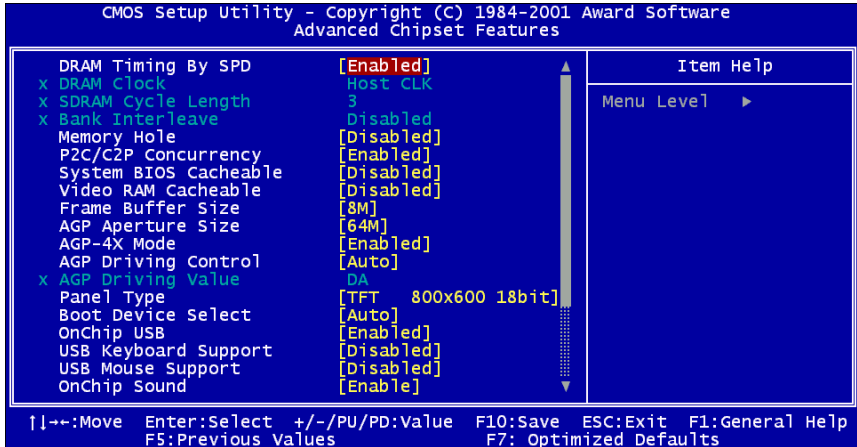 CMOS Setup Utility – Copyright (C) 1984-2001 Award Software
Advanced Chipset Features
DRAM Timing By SPD [Enabled]
x DRAM Clock Host CLK
x SDRAM Cycle Length 3
x Bank Interleave Disabled
Memory Hole [Disabled]
P2C/C2P Concurrency [Enabled]
System BIOS Cacheable [Disabled]
Video RAM Cacheable [Disabled]
Frame Buffer Size [8M]
AGP Aperture Size [64M]
AGP-4X Mode [Enabled]
AGP Driving Control [Auto]
x AGP Driving Value DA
Panel Type [TFT 800x600 18bit]
Boot Device Select [Auto]
OnChip USB [Enabled]
USB Keyboard Support [Disabled]
USB Mouse Support [Disabled]
OnChip Sound [Enable]
Item Help
Menu Level ▶
↑↓→←:Move Enter:Select +/-/PU/PD:Value F10:Save ESC:Exit F1:General Help
F5:Previous Values F7: Optimized Defaults